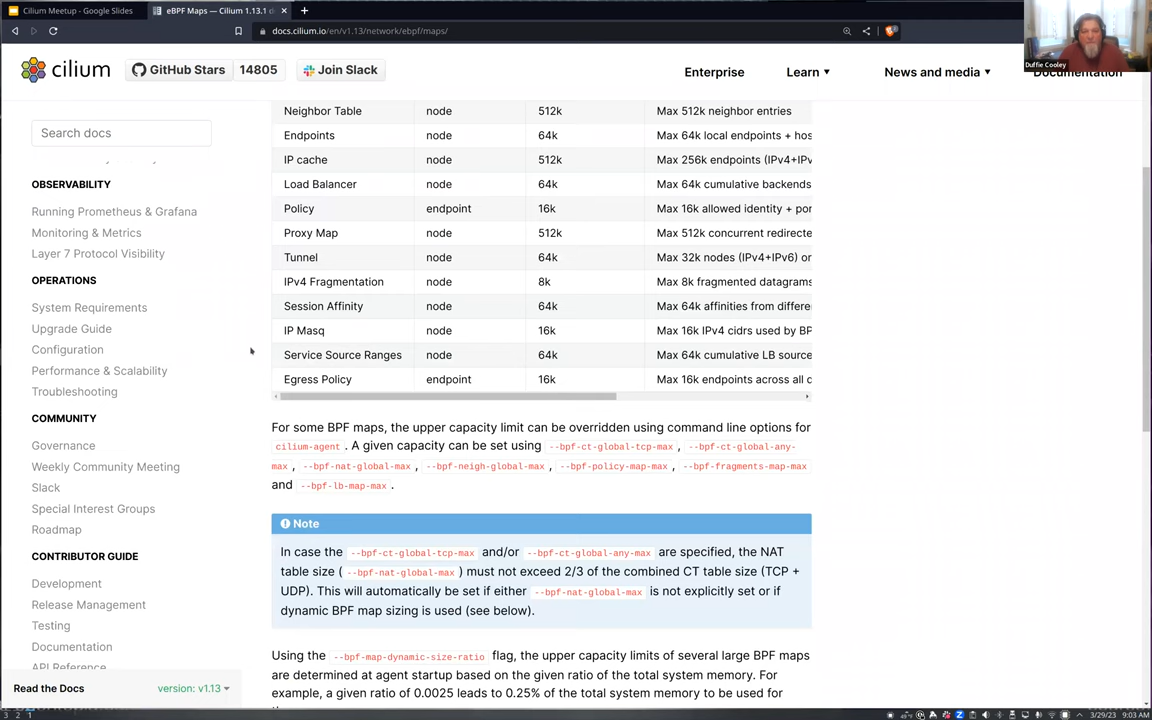 Cilium Meetup - Google Slides
eBPF Maps — Cilium 1.13.1 d
docs.cilium.io/en/v1.13/network/ebpf/maps/
cilium
GitHub Stars 14805
Join Slack
Enterprise
Learn
News and media
Documentation
Duffie Cooley
Search docs
OBSERVABILITY
Running Prometheus & Grafana
Monitoring & Metrics
Layer 7 Protocol Visibility
OPERATIONS
System Requirements
Upgrade Guide
Configuration
Performance & Scalability
Troubleshooting
COMMUNITY
Governance
Weekly Community Meeting
Slack
Special Interest Groups
Roadmap
CONTRIBUTOR GUIDE
Development
Release Management
Testing
Documentation
API Reference
Read the Docs version: v1.13
Neighbor Table node 512k Max 512k neighbor entries
Endpoints node 64k Max 64k local endpoints + hos
IP cache node 512k Max 256k endpoints (IPv4+IPv
Load Balancer node 64k Max 64k cumulative backends
Policy endpoint 16k Max 16k allowed identity + por
Proxy Map node 512k Max 512k concurrent redirecte
Tunnel node 64k Max 32k nodes (IPv4+IPv6) or
IPv4 Fragmentation node 8k Max 8k fragmented datagrams
Session Affinity node 64k Max 64k affinities from differe
IP Masq node 16k Max 16k IPv4 cidrs used by BP
Service Source Ranges node 64k Max 64k cumulative LB source
Egress Policy endpoint 16k Max 16k endpoints across all d
For some BPF maps, the upper capacity limit can be overridden using command line options for
cilium-agent . A given capacity can be set using --bpf-ct-global-tcp-max , --bpf-ct-global-any-
max , --bpf-nat-global-max , --bpf-neigh-global-max , --bpf-policy-map-max , --bpf-fragments-map-max
and --bpf-lb-map-max .
Note
In case the --bpf-ct-global-tcp-max and/or --bpf-ct-global-any-max are specified, the NAT
table size ( --bpf-nat-global-max ) must not exceed 2/3 of the combined CT table size (TCP +
UDP). This will automatically be set if either --bpf-nat-global-max is not explicitly set or if
dynamic BPF map sizing is used (see below).
Using the --bpf-map-dynamic-size-ratio flag, the upper capacity limits of several large BPF maps
are determined at agent startup based on the given ratio of the total system memory. For
example, a given ratio of 0.0025 leads to 0.25% of the total system memory to be used for
3 2 1
3/29/23 9:03 AM